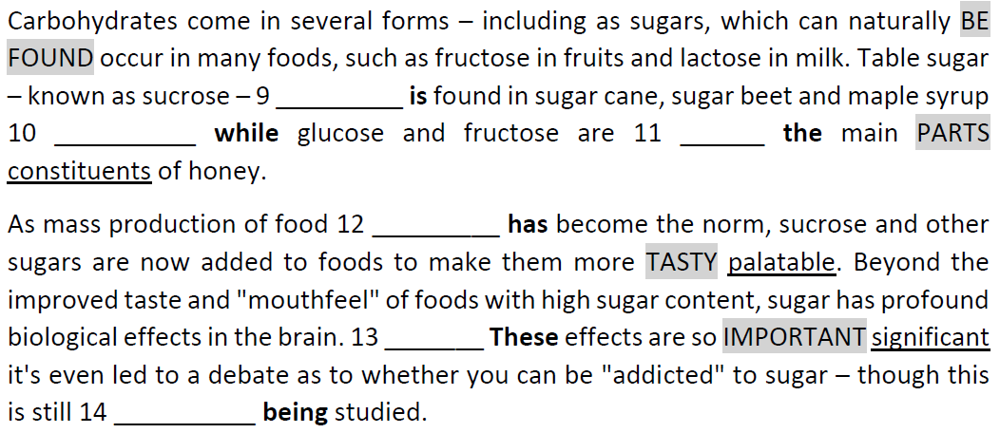 Carbohydrates come in several forms – including as sugars, which can naturally BE
FOUND occur in many foods, such as fructose in fruits and lactose in milk. Table sugar
– known as sucrose – 9 __________ is found in sugar cane, sugar beet and maple syrup
10 ___________ while glucose and fructose are 11 ______ the main PARTS
constituents of honey.
As mass production of food 12 __________ has become the norm, sucrose and other
sugars are now added to foods to make them more TASTY palatable. Beyond the
improved taste and "mouthfeel" of foods with high sugar content, sugar has profound
biological effects in the brain. 13 ________ These effects are so IMPORTANT significant
it's even led to a debate as to whether you can be "addicted" to sugar – though this
is still 14 ___________ being studied.